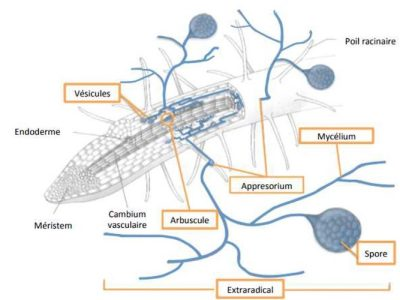 Poil racinaire
Vésicules
Endoderme
Mycélium
Appresorium
Méristem
Cambium
vasculaire
Arbuscule
Spore
Extraradical